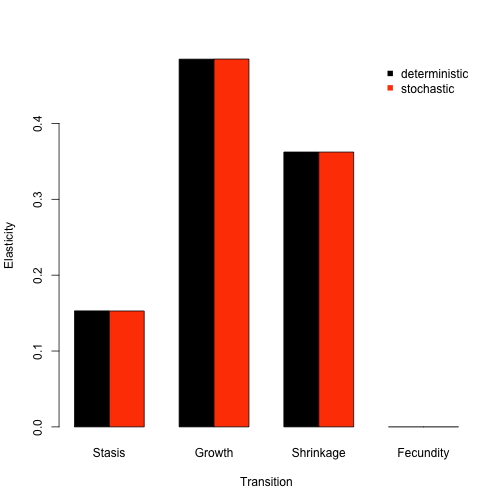 deterministic
stochastic
0.4
0.3
0.2
0.1
0.0
Elasticity
Stasis Growth Shrinkage Fecundity
Transition